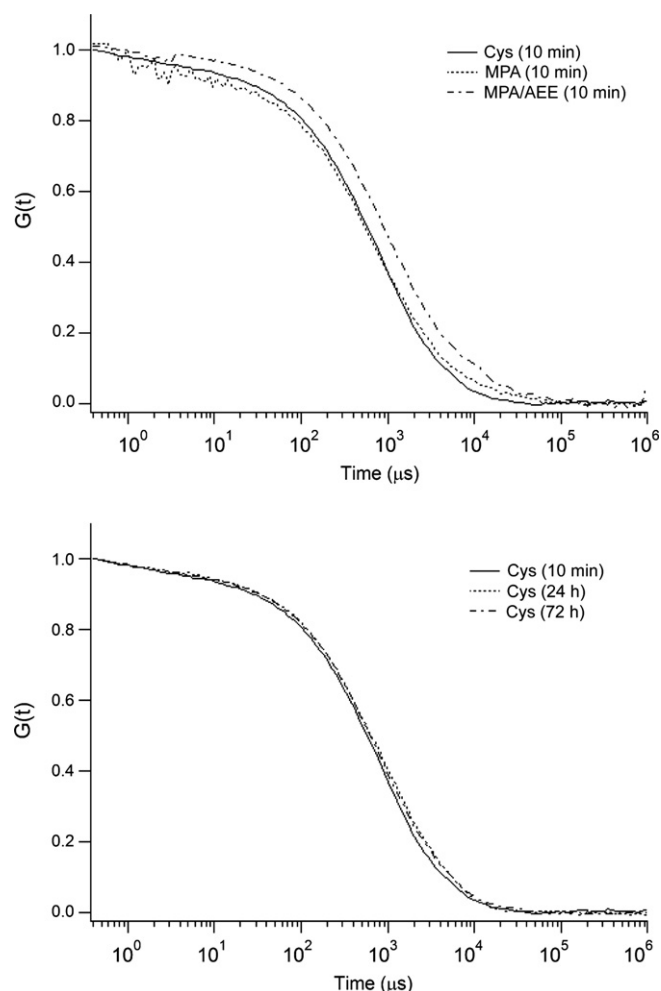 Cys (10 min)
MPA (10 min)
MPA/AEE (10 min)
G(t)
1.0
0.8
0.6
0.4
0.2
0.0
10⁰ 10¹ 10² 10³ 10⁴ 10⁵ 10⁶
Time (μs)
Cys (10 min)
Cys (24 h)
Cys (72 h)
G(t)
1.0
0.8
0.6
0.4
0.2
0.0
10⁰ 10¹ 10² 10³ 10⁴ 10⁵ 10⁶
Time (μs)